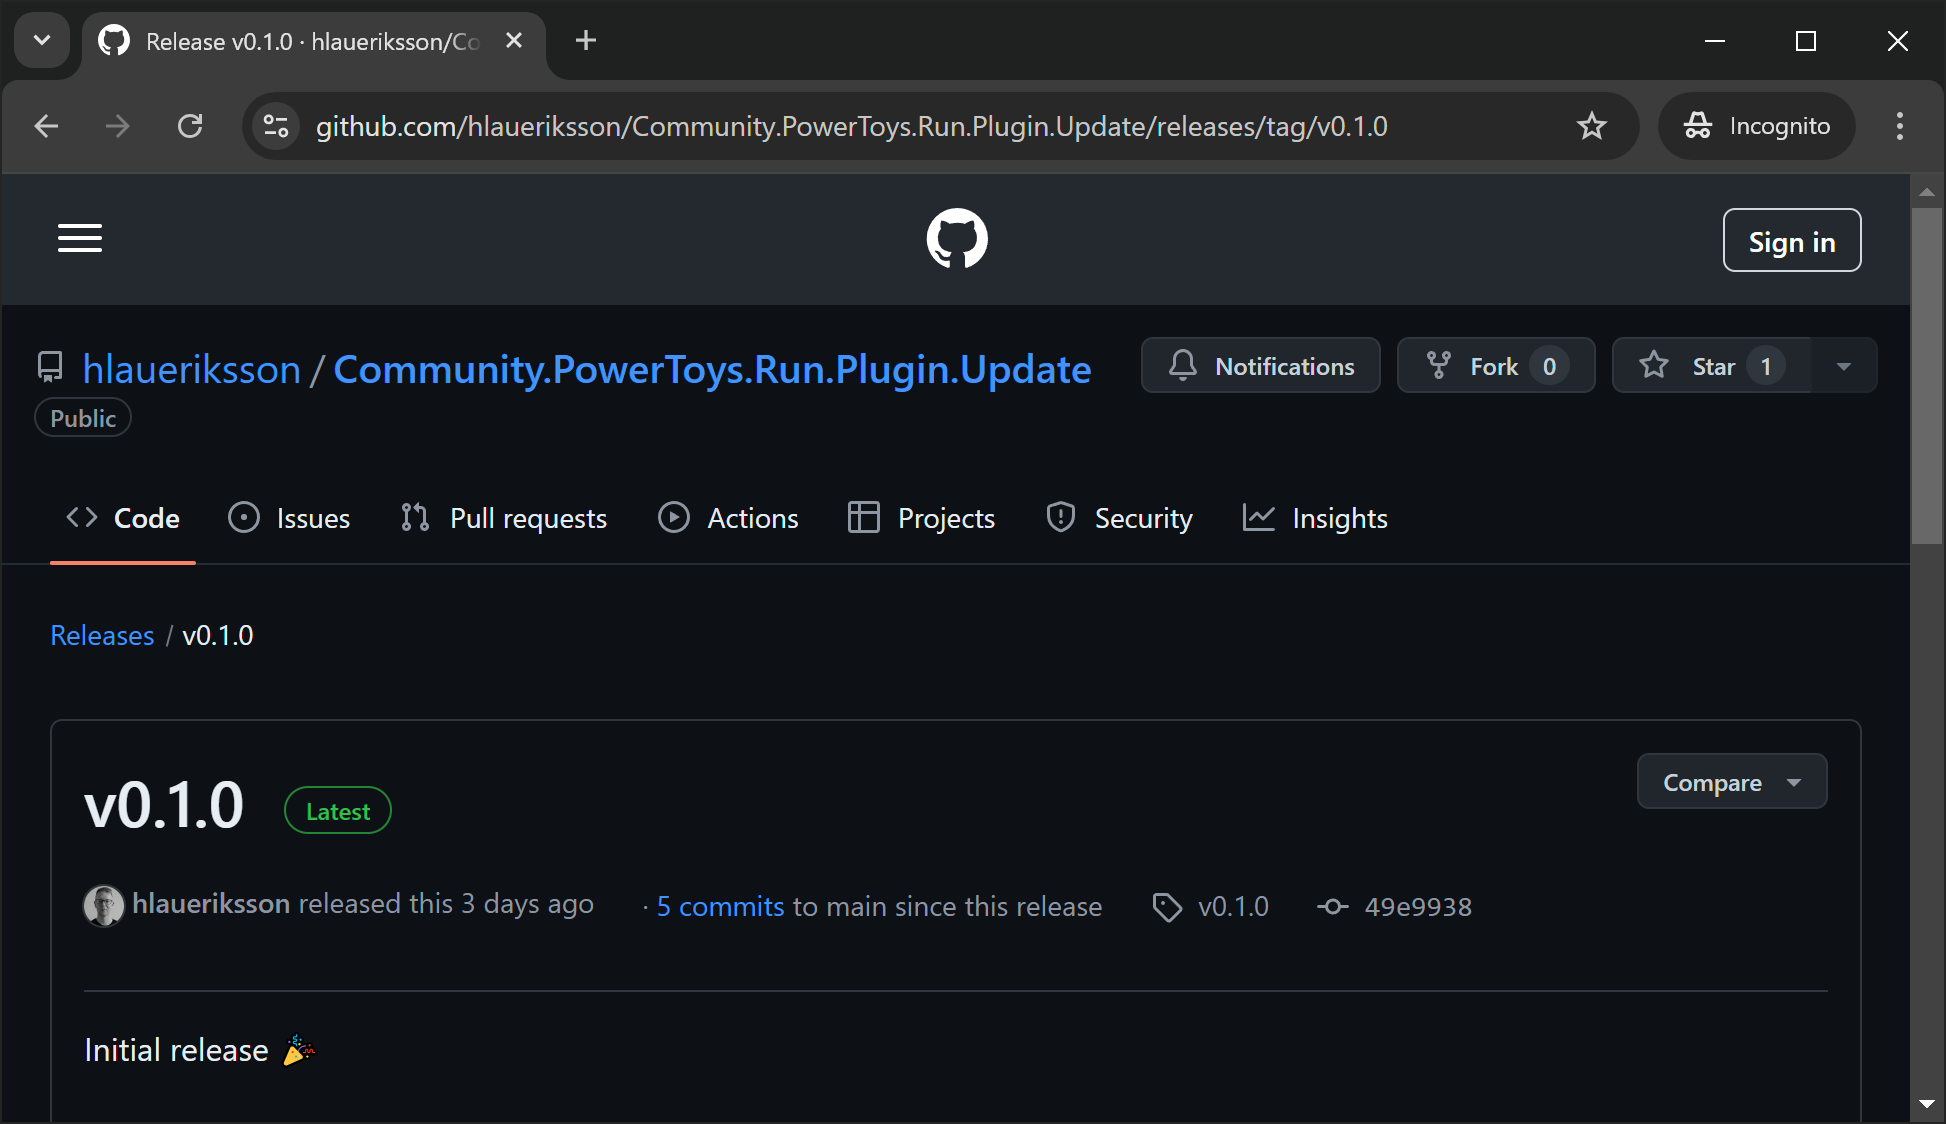 Release v0.1.0 · hlaueriksson/Co
github.com/hlaueriksson/Community.PowerToys.Run.Plugin.Update/releases/tag/v0.1.0
Incognito
Sign in
hlaueriksson / Community.PowerToys.Run.Plugin.Update
Notifications
Fork 0
Star 1
Public
Code
Issues
Pull requests
Actions
Projects
Security
Insights
Releases / v0.1.0
v0.1.0
Latest
Compare
hlaueriksson released this 3 days ago
· 5 commits to main since this release
v0.1.0
49e9938
Initial release 🎉